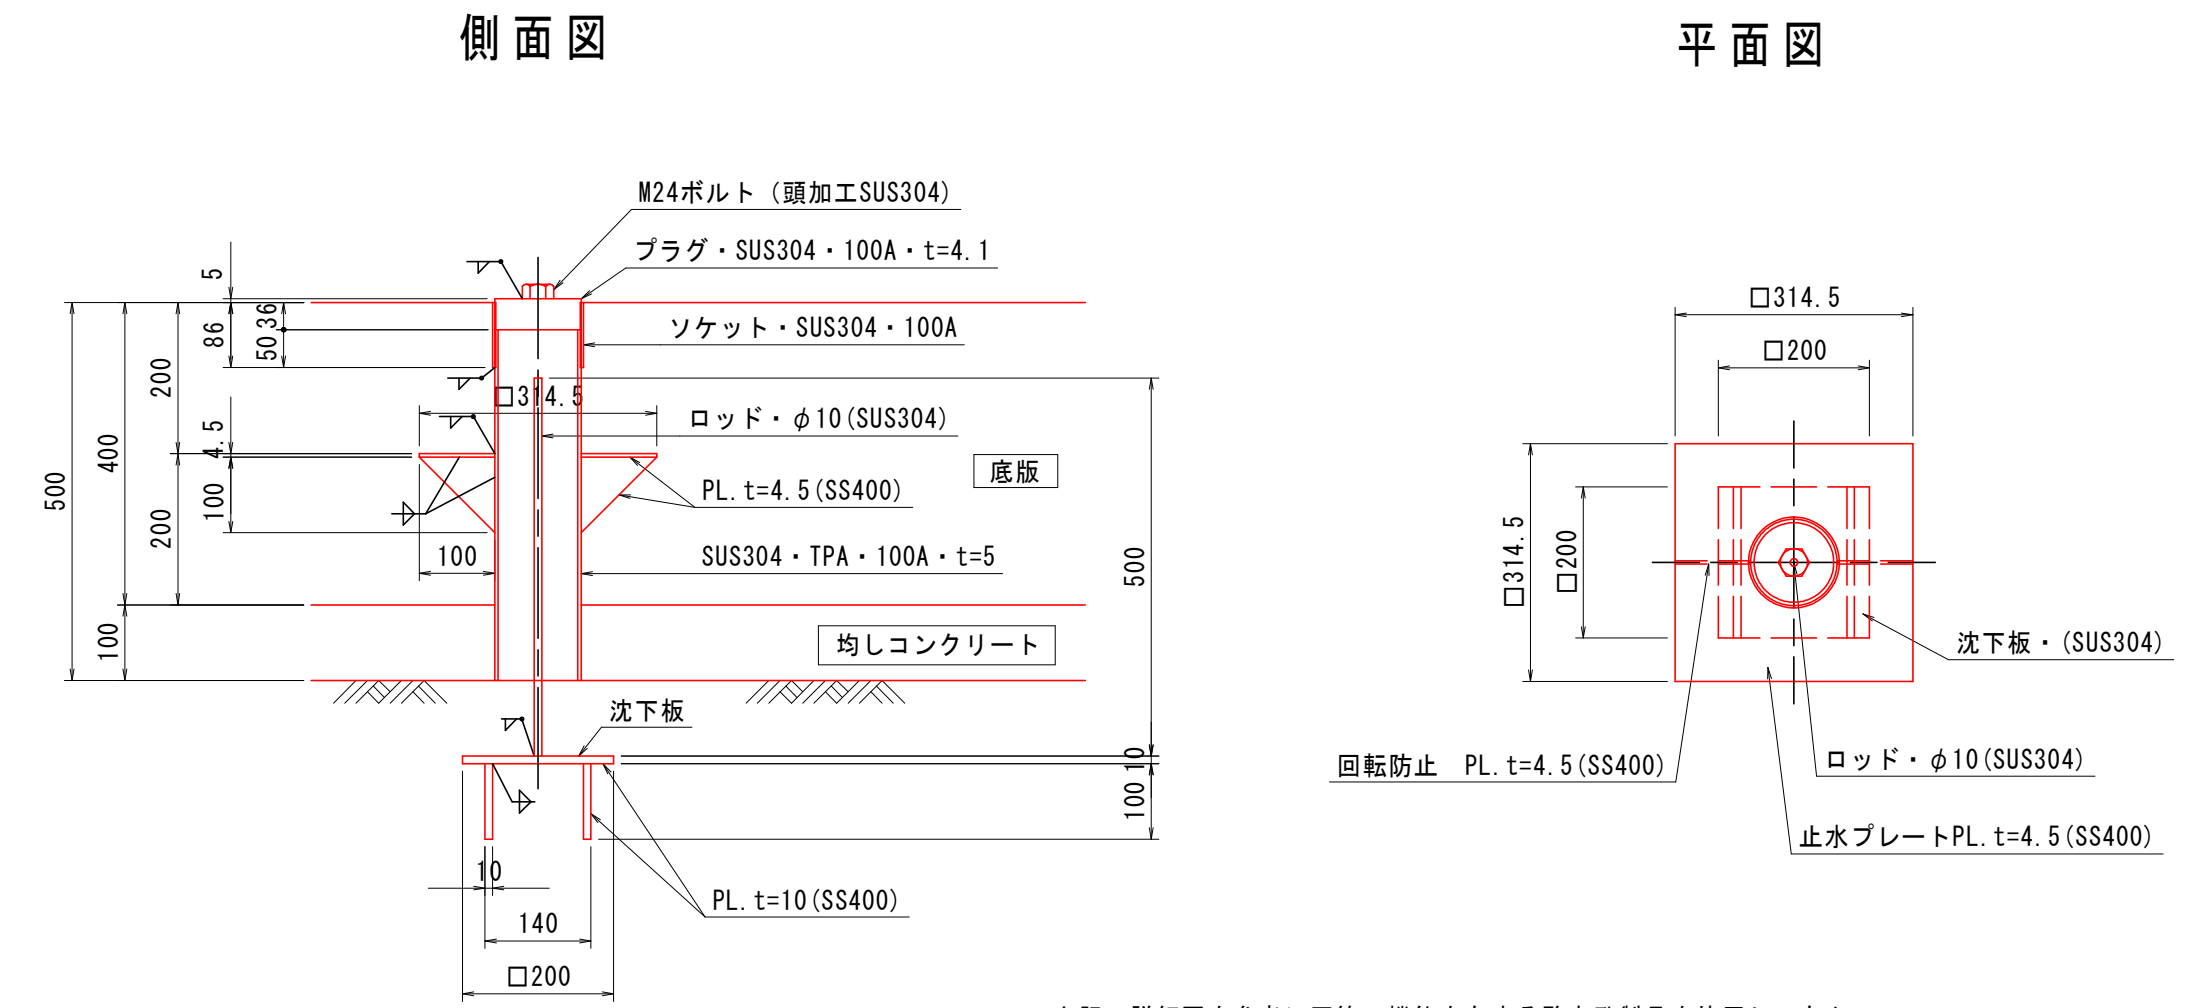 側面図
平面図
M24ボルト（頭加工SUS304）
プラグ・SUS304・100A・t=4.1
ソケット・SUS304・100A
□314.5
ロッド・φ10(SUS304)
底版
PL.t=4.5(SS400)
SUS304・TPA・100A・t=5
均しコンクリート
沈下板
PL.t=10(SS400)
5
36
50
86
200
4.5
100
200
400
500
100
100
500
10
100
10
140
□200
□314.5
□200
□314.5
□200
沈下板・(SUS304)
回転防止　PL.t=4.5(SS400)
ロッド・φ10(SUS304)
止水プレートPL.t=4.5(SS400)